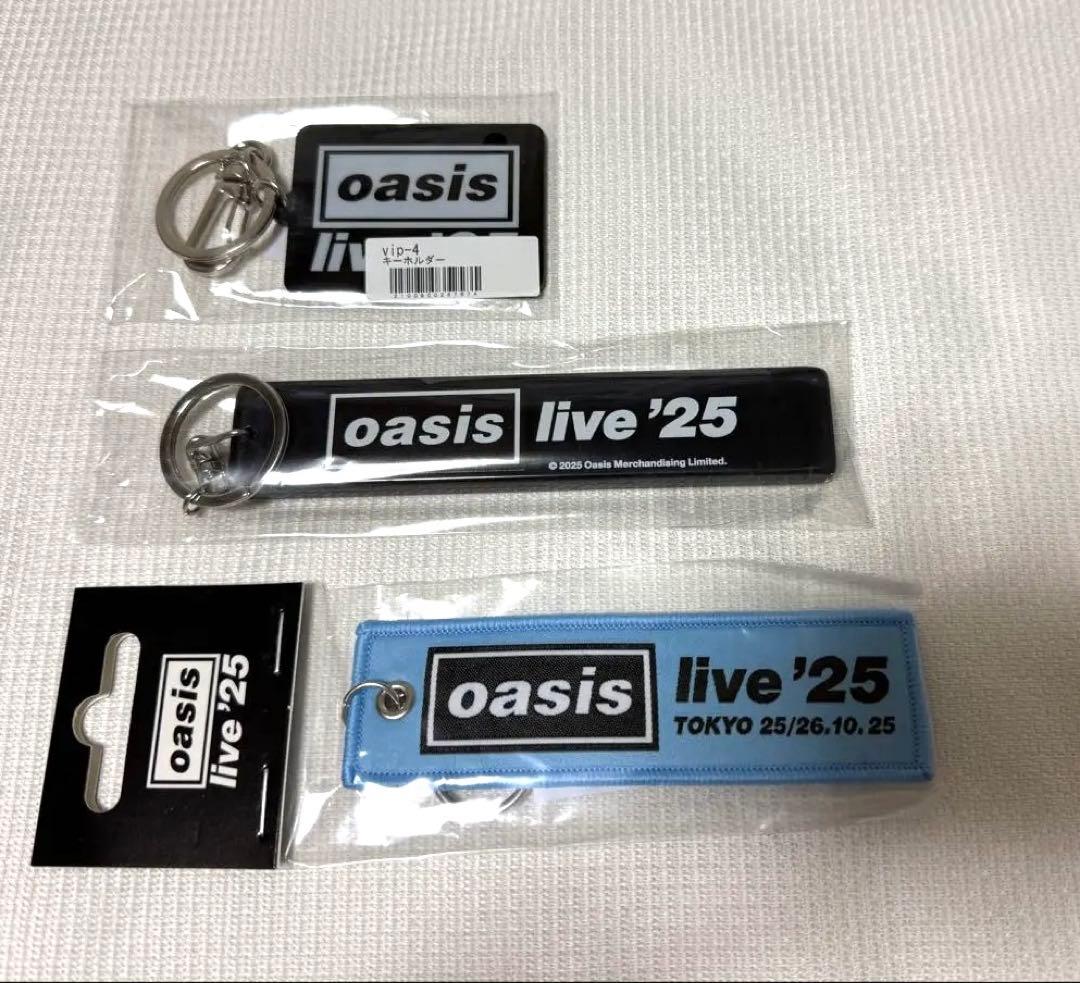 oasis
live '25
vip-4
キーホルダー
oasis live '25
© 2025 Oasis Merchandising Limited.
oasis
live '25
oasis
live '25
TOKYO 25/26.10.25